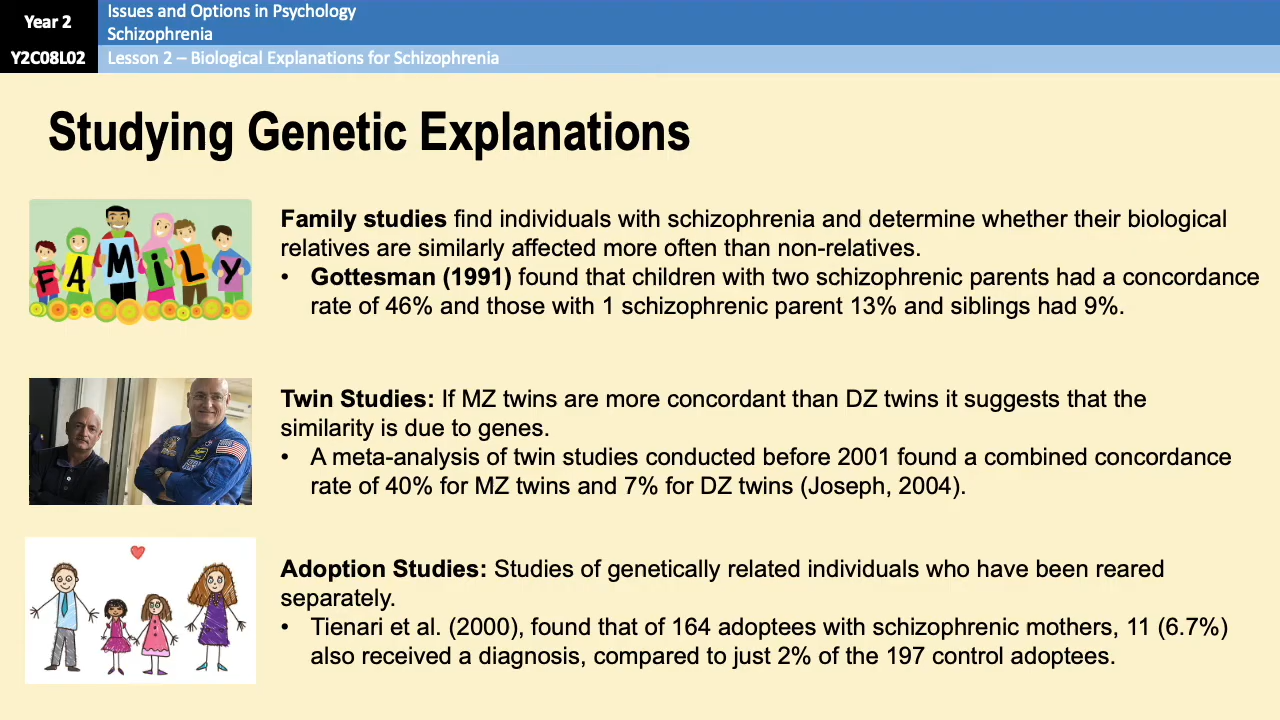 Year 2
Issues and Options in Psychology
Schizophrenia
Y2C08L02
Lesson 2 – Biological Explanations for Schizophrenia
Studying Genetic Explanations
FAMiLY
Family studies find individuals with schizophrenia and determine whether their biological
relatives are similarly affected more often than non-relatives.
• Gottesman (1991) found that children with two schizophrenic parents had a concordance
rate of 46% and those with 1 schizophrenic parent 13% and siblings had 9%.
Twin Studies: If MZ twins are more concordant than DZ twins it suggests that the
similarity is due to genes.
• A meta-analysis of twin studies conducted before 2001 found a combined concordance
rate of 40% for MZ twins and 7% for DZ twins (Joseph, 2004).
Adoption Studies: Studies of genetically related individuals who have been reared
separately.
• Tienari et al. (2000), found that of 164 adoptees with schizophrenic mothers, 11 (6.7%)
also received a diagnosis, compared to just 2% of the 197 control adoptees.